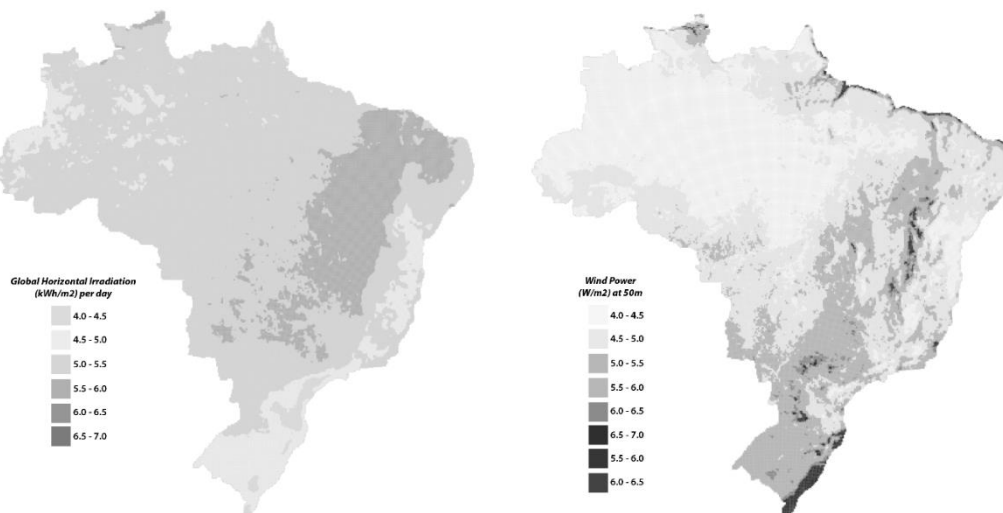 Global Horizontal Irradiation
(kWh/m2) per day
4.0 - 4.5
4.5 - 5.0
5.0 - 5.5
5.5 - 6.0
6.0 - 6.5
6.5 - 7.0
Wind Power
(W/m2) at 50m
4.0 - 4.5
4.5 - 5.0
5.0 - 5.5
5.5 - 6.0
6.0 - 6.5
6.5 - 7.0
5.5 - 6.0
6.0 - 6.5